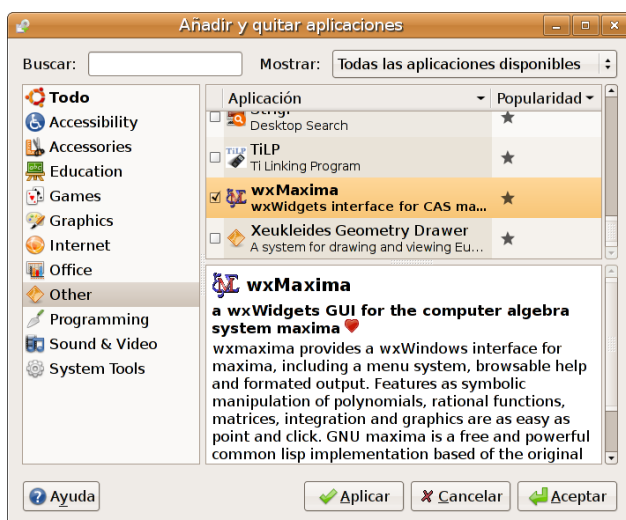 Añadir y quitar aplicaciones
Buscar:
Mostrar: Todas las aplicaciones disponibles
Todo
Accessibility
Accessories
Education
Games
Graphics
Internet
Office
Other
Programming
Sound & Video
System Tools
Aplicación Popularidad
Strigi
Desktop Search
TiLP
Ti Linking Program
wxMaxima
wxWidgets interface for CAS ma...
Xeukleides Geometry Drawer
A system for drawing and viewing Eu...
wxMaxima
a wxWidgets GUI for the computer algebra
system maxima
wxmaxima provides a wxWindows interface for
maxima, including a menu system, browsable help
and formated output. Features as symbolic
manipulation of polynomials, rational functions,
matrices, integration and graphics are as easy as
point and click. GNU maxima is a free and powerful
common lisp implementation based of the original
Ayuda
Aplicar
Cancelar
Aceptar